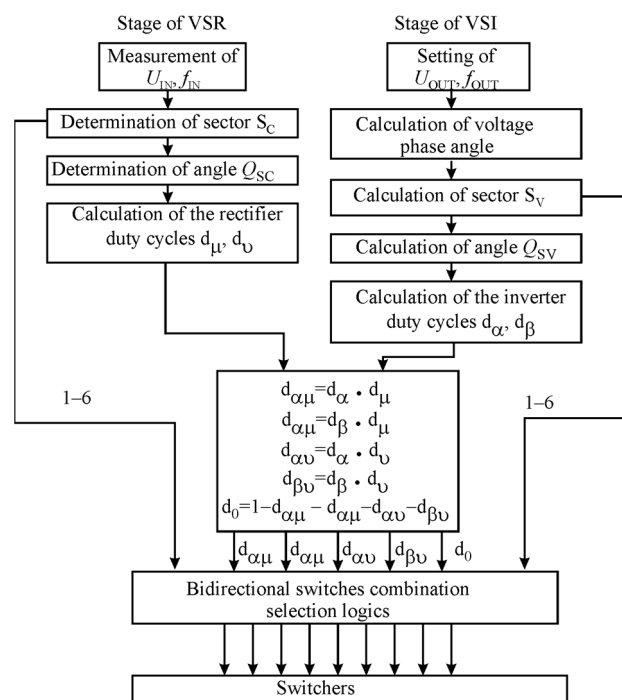 Stage of VSR
Measurement of
U_IN, f_IN
Determination of sector S_C
Determination of angle Q_SC
Calculation of the rectifier
duty cycles d_μ, d_υ
Stage of VSI
Setting of
U_OUT, f_OUT
Calculation of voltage
phase angle
Calculation of sector S_V
Calculation of angle Q_SV
Calculation of the inverter
duty cycles d_α, d_β
1–6
1–6
d_αμ=d_α · d_μ
d_αμ=d_β · d_μ
d_αυ=d_α · d_υ
d_βυ=d_β · d_υ
d_0=1–d_αμ – d_αμ–d_αυ–d_βυ
d_αμ d_αμ d_αυ d_βυ d_0
Bidirectional switches combination
selection logics
Switchers